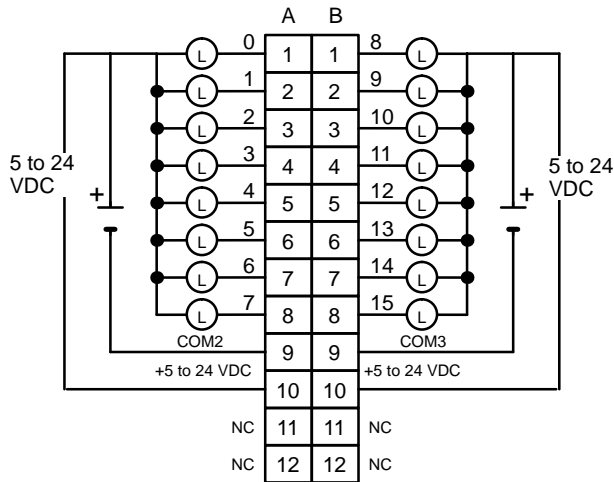 A B
0 L 1 1 L 8
1 L 2 2 L 9
2 L 3 3 L 10
3 L 4 4 L 11
5 to 24 VDC
5 to 24 VDC
+ +
4 L 5 5 L 12
5 L 6 6 L 13
6 L 7 7 L 14
7 L 8 8 L 15
COM2 9 9 COM3
+5 to 24 VDC 10 10 +5 to 24 VDC
NC 11 11 NC
NC 12 12 NC